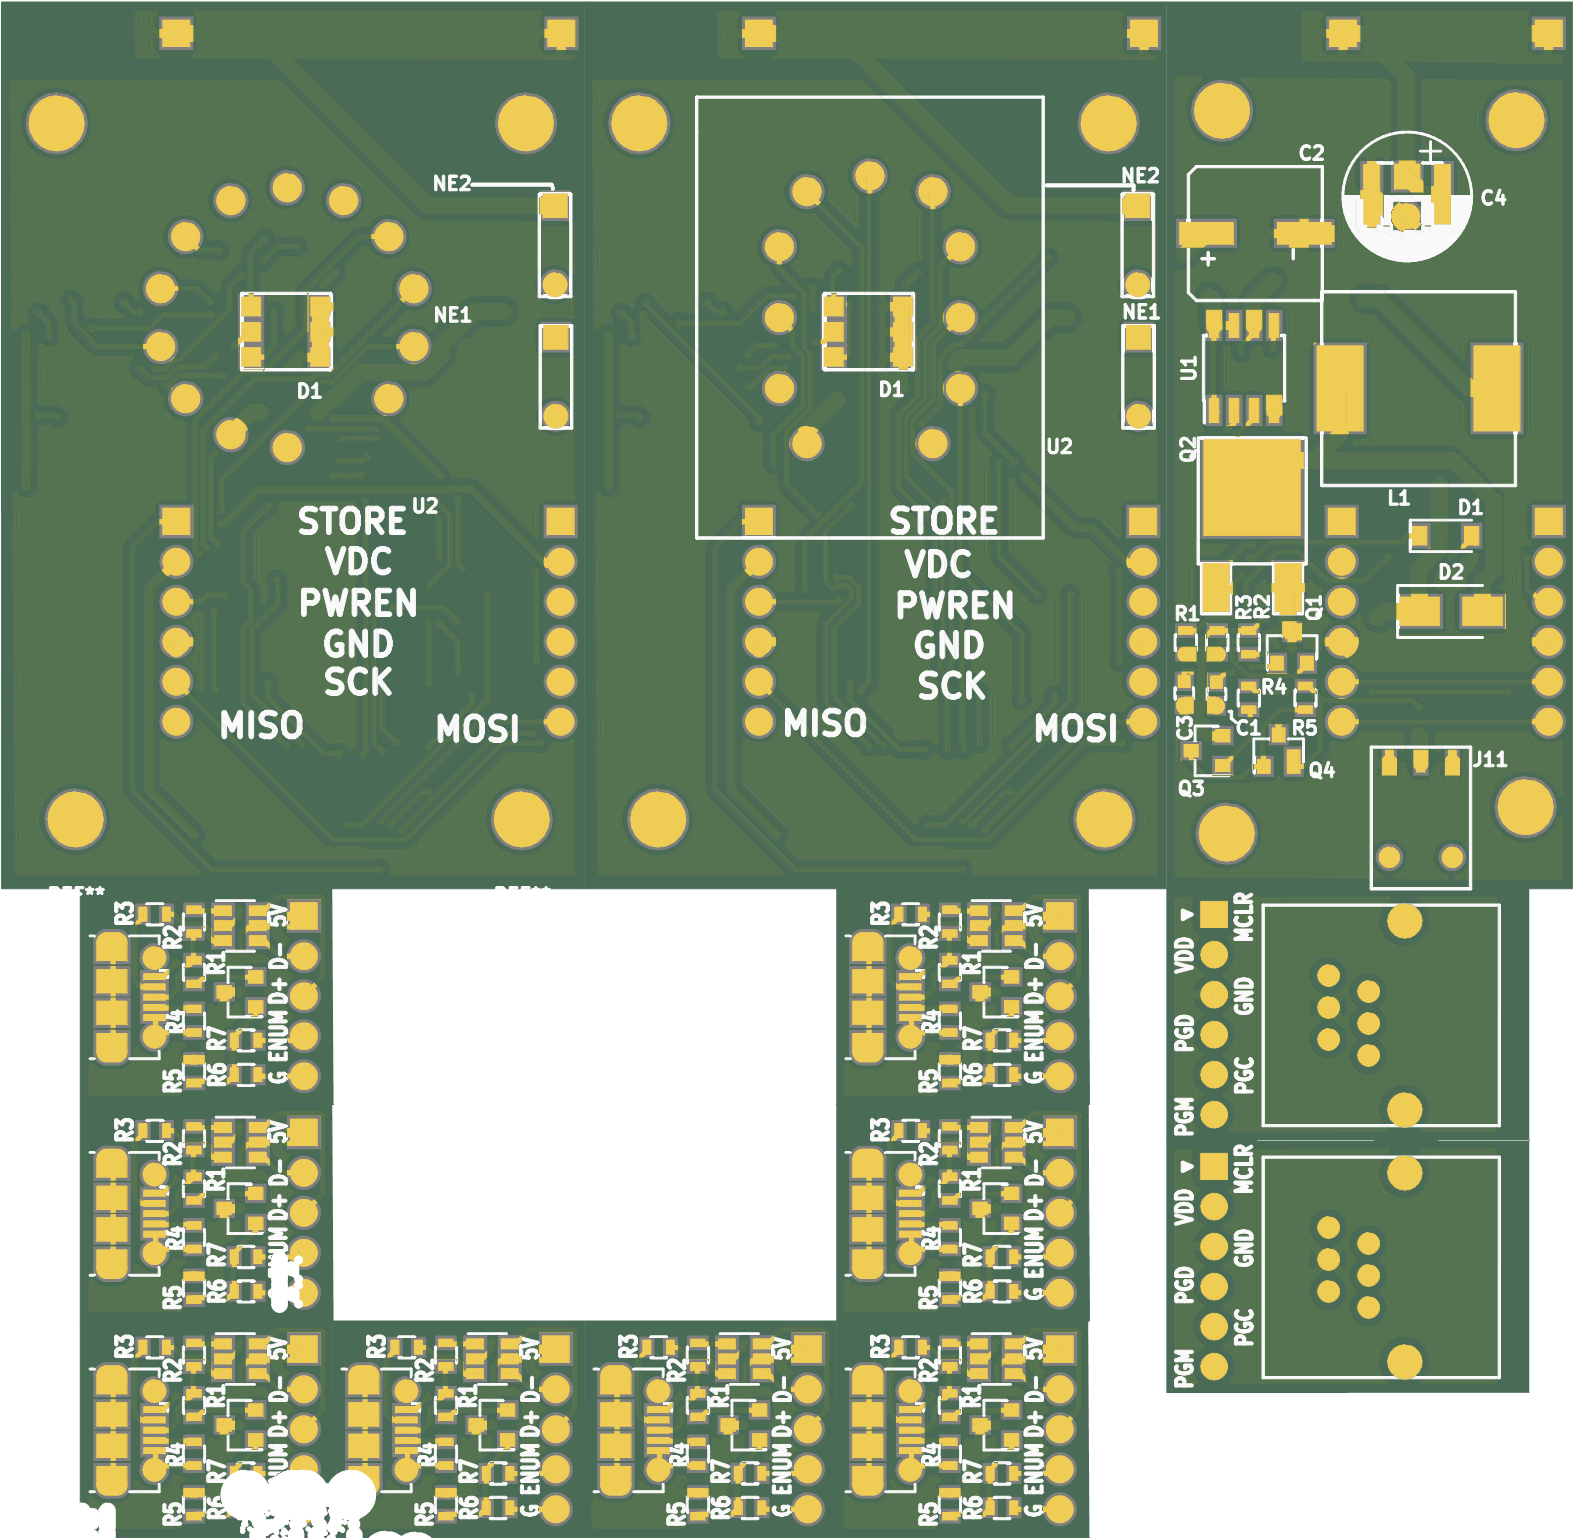 NE2
NE1
D1
U2
STORE
VDC
PWREN
GND
SCK
MISO
MOSI
NE2
NE1
D1
U2
STORE
VDC
PWREN
GND
SCK
MISO
MOSI
C2
+
C4
+
U1
Q2
L1
D1
D2
R1
R3
R2
Q1
R4
C3
C1
R5
Q3
Q4
J11
REF**
REF**
R3
R2
5V
R1
D-
D+
R4
R7
ENUM
R5
R6
G
R3
R2
5V
R1
D-
D+
R4
R7
ENUM
R5
R6
G
MCLR
VDD
GND
PGD
PGC
PGM
R3
R2
5V
R1
D-
D+
R4
R7
R5
R6
R3
R2
5V
R1
D-
D+
R4
R7
ENUM
R5
R6
G
MCLR
VDD
GND
PGD
PGC
PGM
R3
R2
5V
R1
D-
D+
R4
R7
ENUM
R5
R6
R3
R2
5V
R1
D-
D+
R4
R7
ENUM
R5
R6
G
R3
R2
5V
R1
D-
D+
R4
R7
ENUM
R5
R6
G
R3
R2
5V
R1
D-
D+
R4
R7
ENUM
R5
R6
G